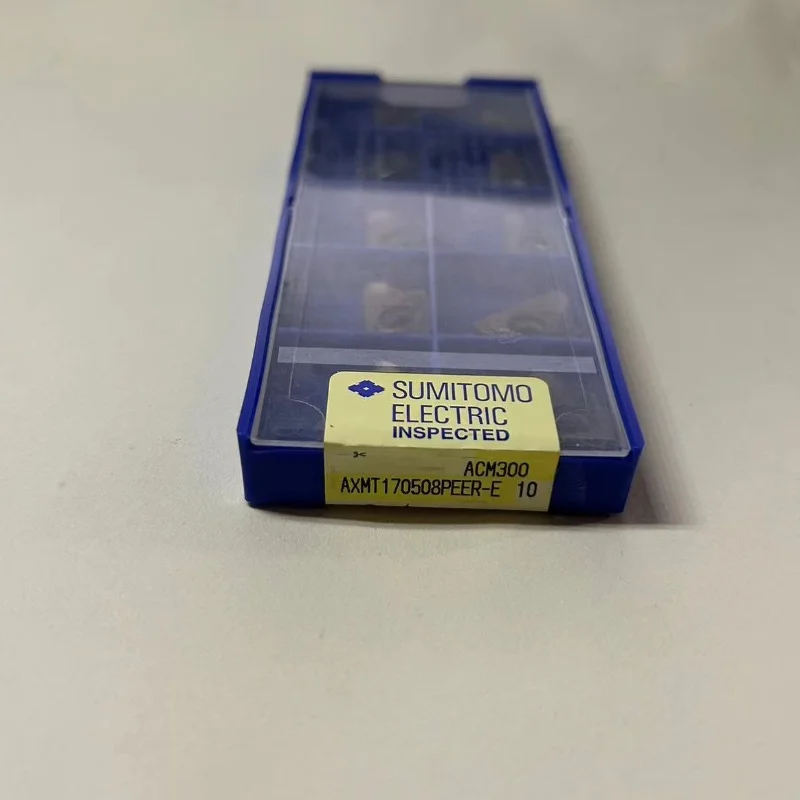 SUMITOMO
ELECTRIC
INSPECTED
ACM300
AXMT170508PEER-E 10